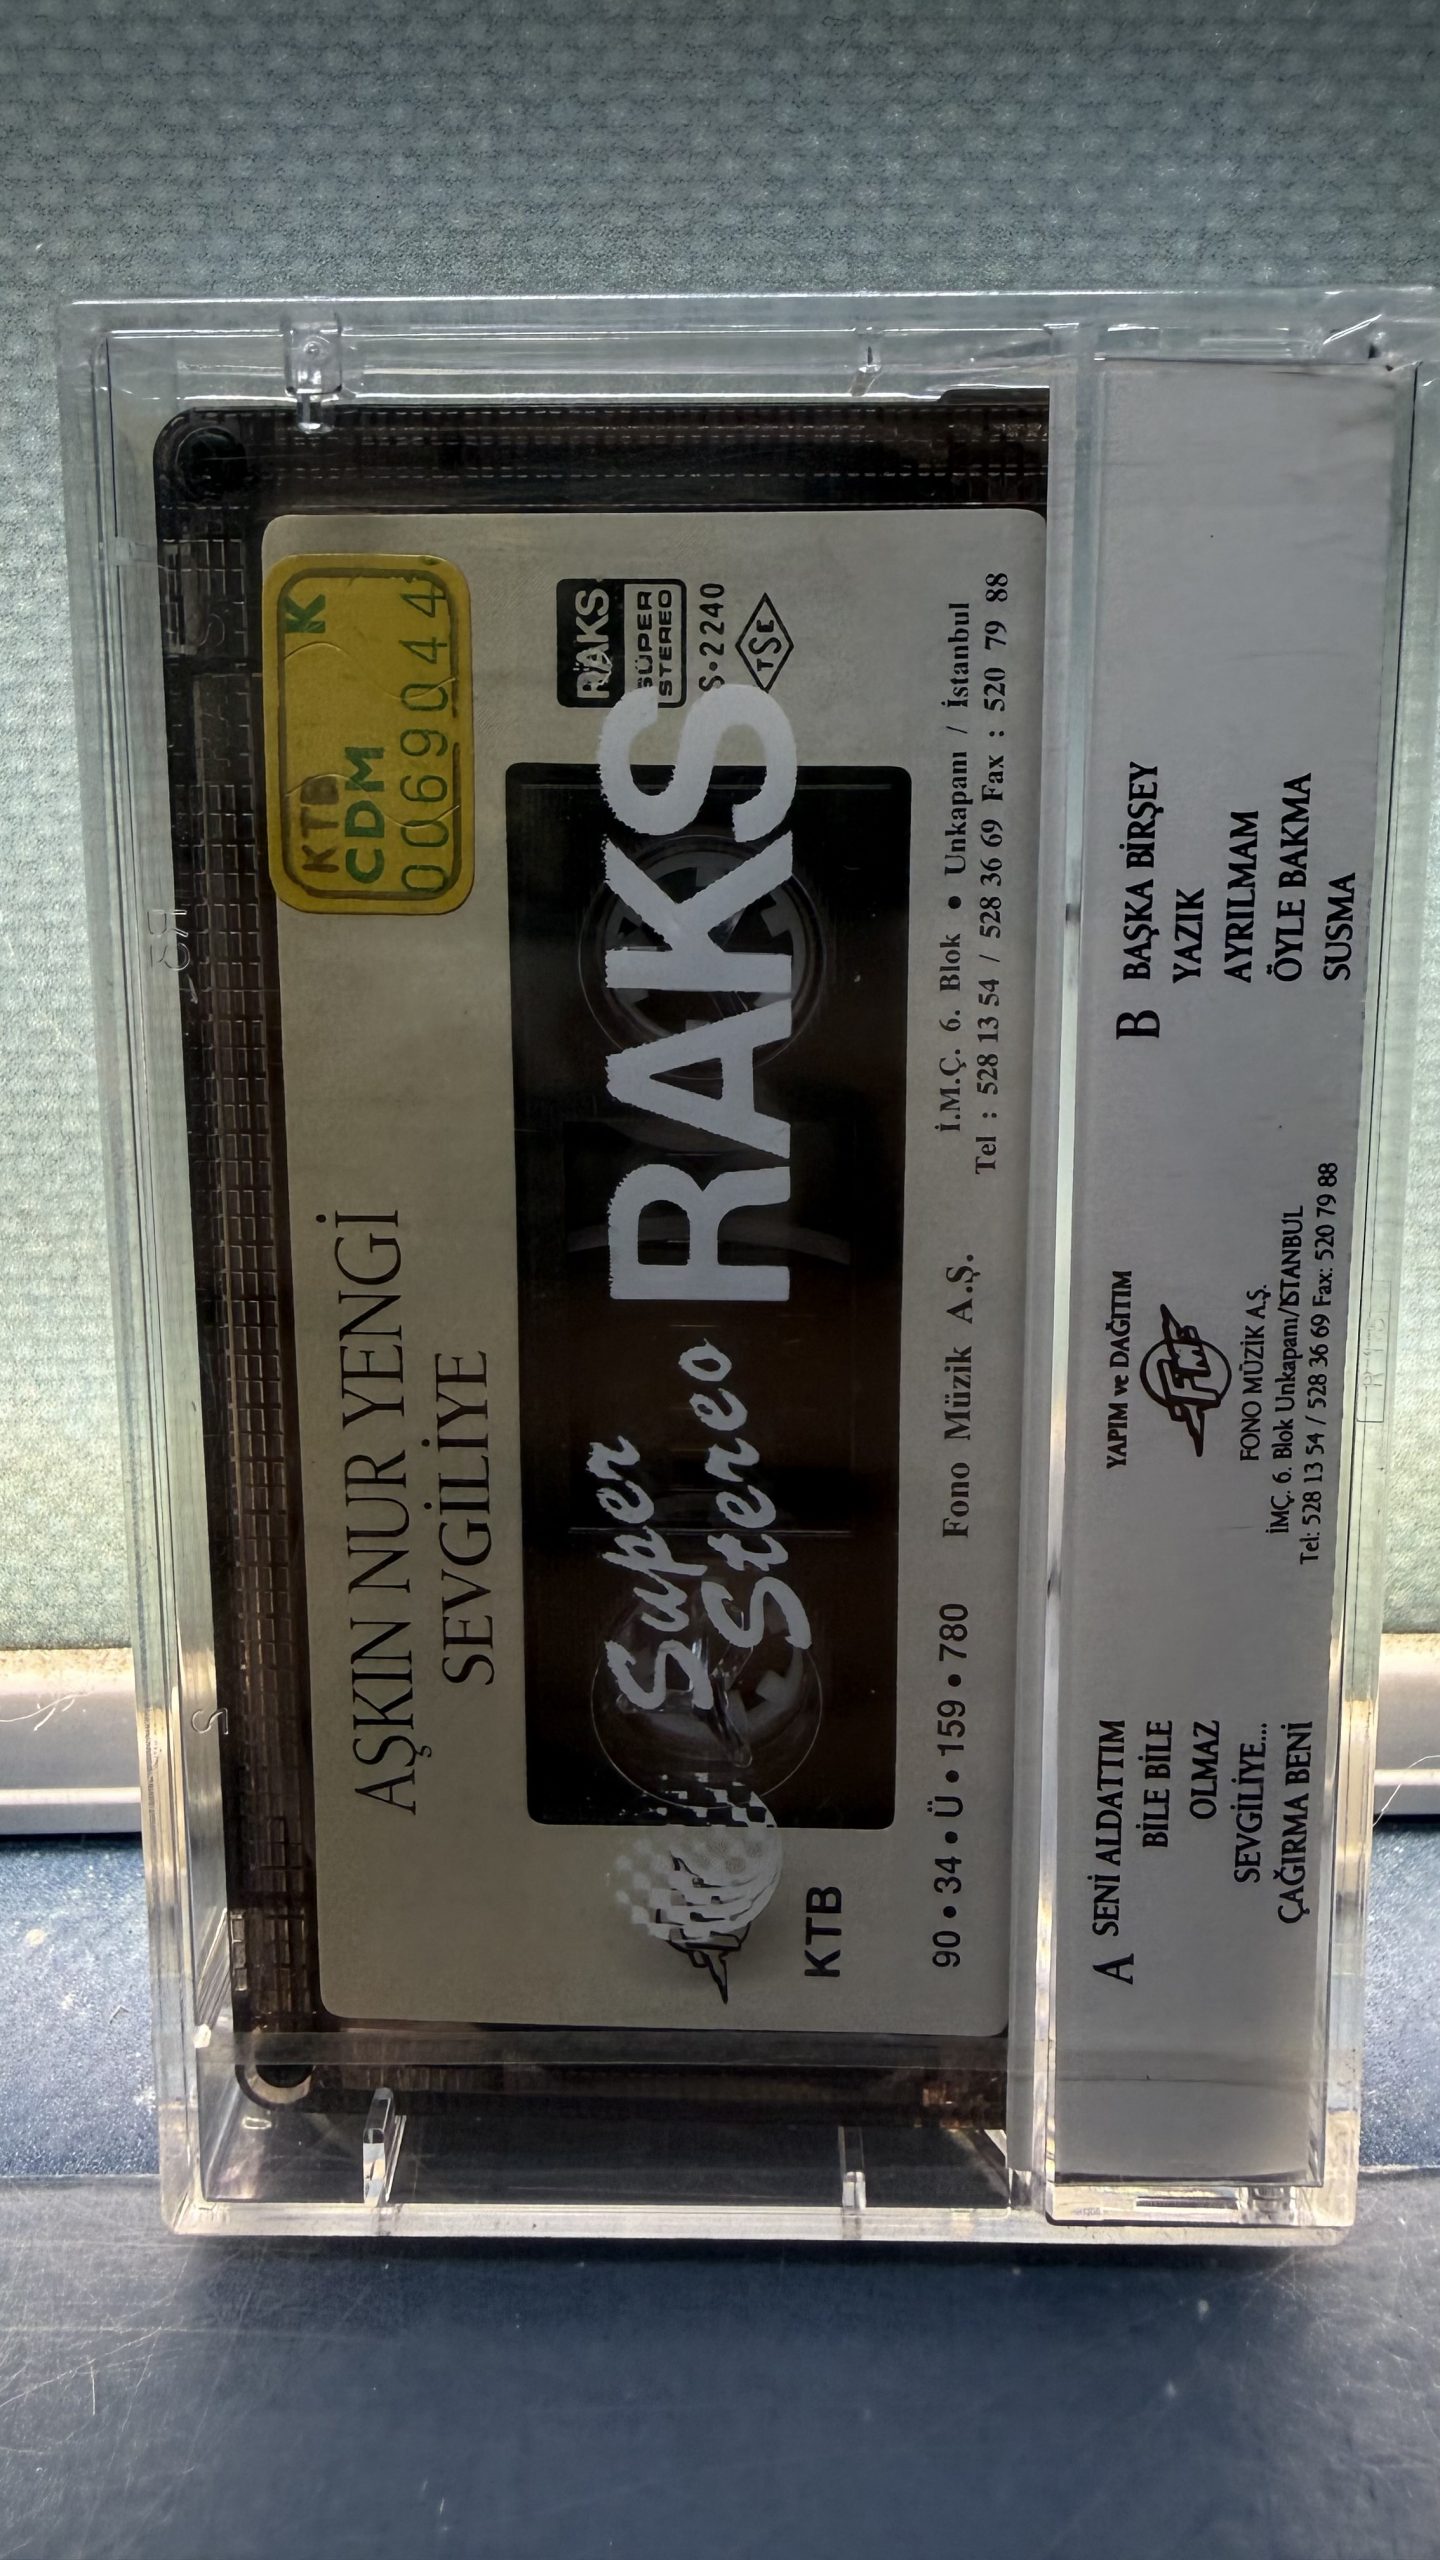 KTB K
CDM
0069044
AŞKIN NUR YENGİ
SEVGİLİYE
RAKS
SÜPER
STEREO
S•2240
TSE
Super
Stereo
RAKS
KTB
90•34•Ü•159•780
Fono Müzik A.Ş.
İ.M.Ç. 6. Blok • Unkapanı / İstanbul
Tel : 528 13 54 / 528 36 69 Fax : 520 79 88
A SENİ ALDATTIM
BİLE BİLE
OLMAZ
SEVGİLİYE...
ÇAĞIRMA BENİ
YAPIM ve DAĞITIM
FONO MÜZİK A.Ş.
İMÇ. 6. Blok Unkapanı/İSTANBUL
Tel: 528 13 54 / 528 36 69 Fax: 520 79 88
B BAŞKA BİRŞEY
YAZIK
AYRILMAM
ÖYLE BAKMA
SUSMA